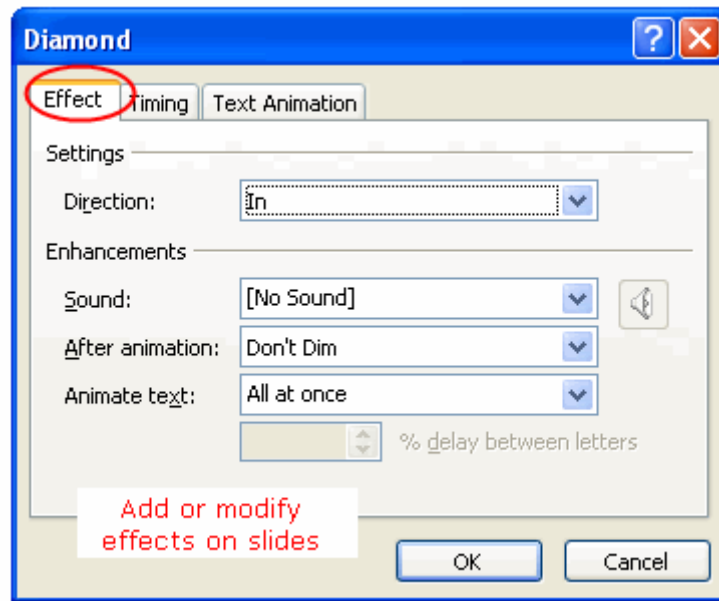 Diamond
?
Effect Timing Text Animation
Settings
Direction: In
Enhancements
Sound: [No Sound]
After animation: Don't Dim
Animate text: All at once
% delay between letters
Add or modify
effects on slides
OK Cancel